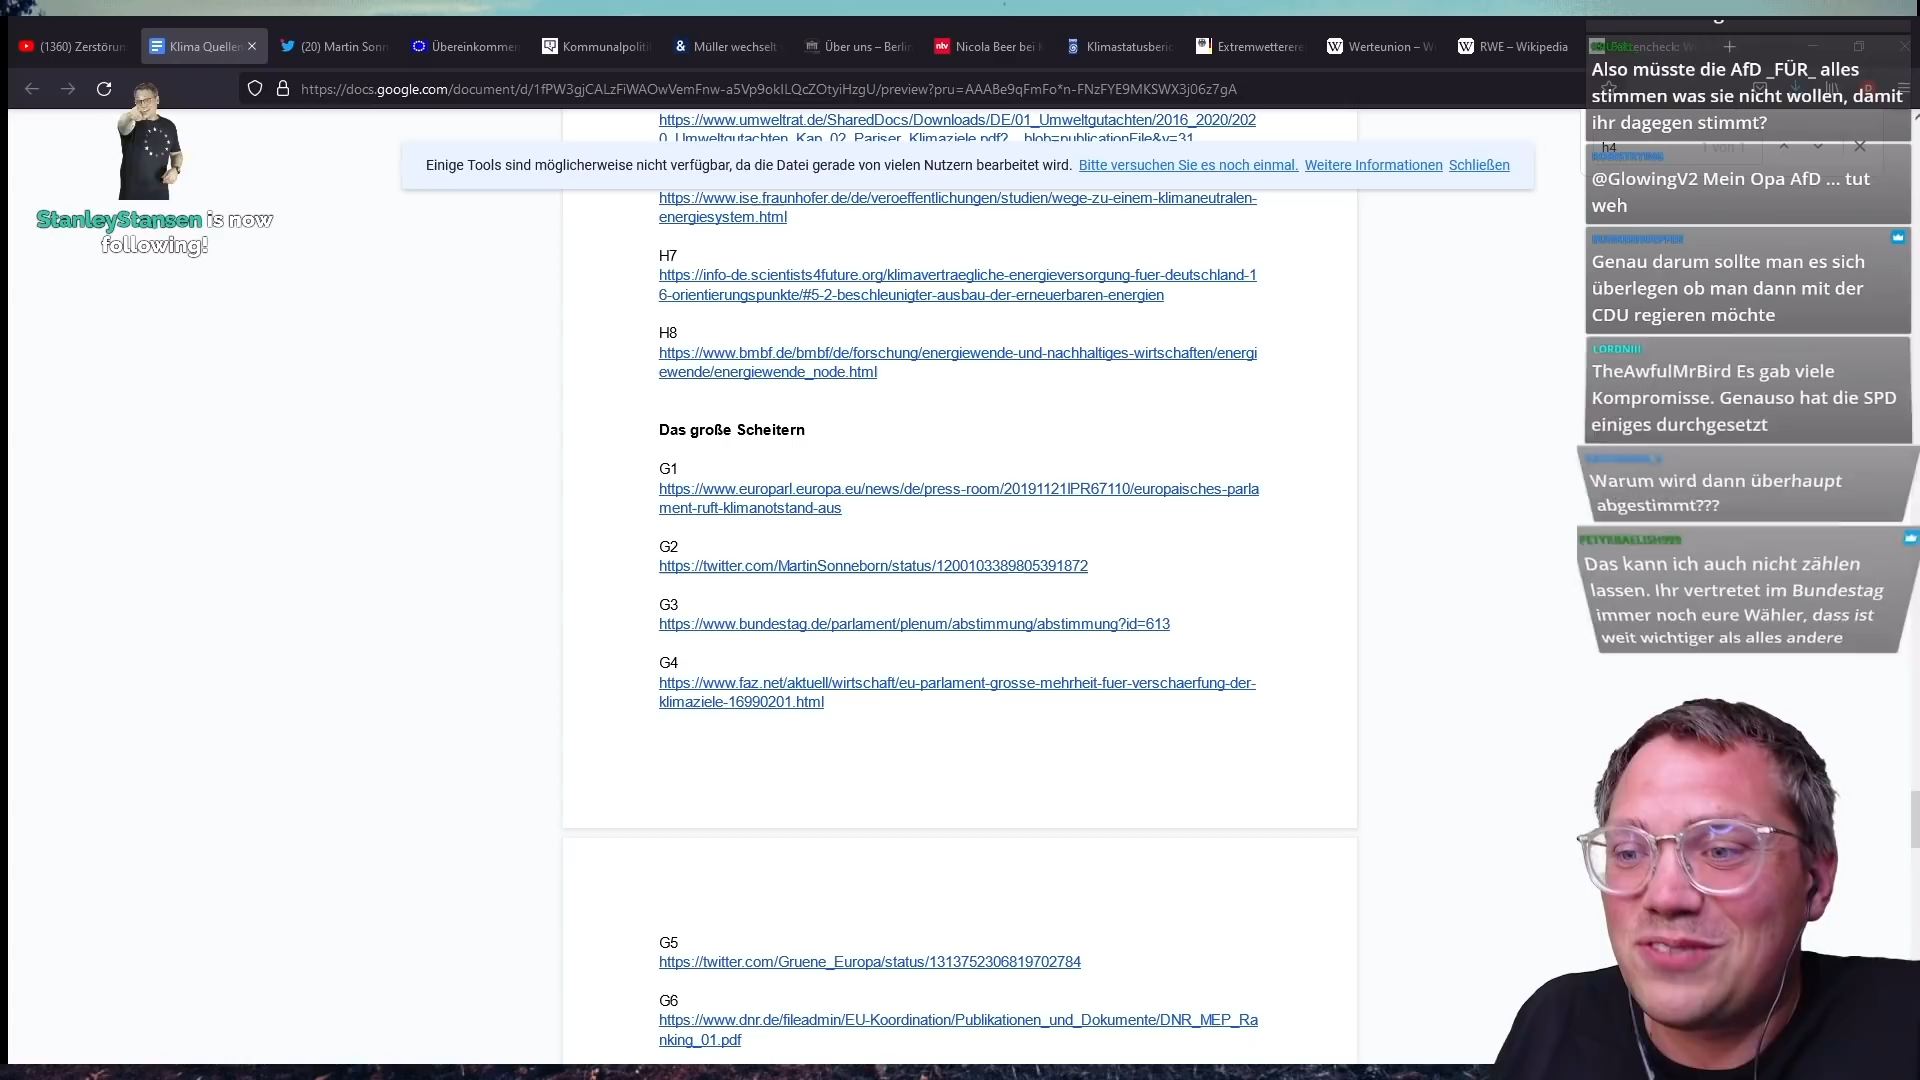 (1360) Zerstörun
Klima Quellen
(20) Martin Sonn
Übereinkommen
Kommunalpoliti
Müller wechselt
Über uns – Berlin
Nicola Beer bei
Klimastatusberic
Extremwetterere
Werteunion – W
RWE – Wikipedia
https://docs.google.com/document/d/1fPW3gjCALzFiWAOwVemFnw-a5Vp9okILQcZOtyiHzgU/preview?pru=AAABe9qFmFo*n-FNzFYE9MKSWX3j06z7gA
h4
1 von 1
StanleyStansen is now
following!
https://www.umweltrat.de/SharedDocs/Downloads/DE/01_Umweltgutachten/2016_2020/202
0_Umweltgutachten_Kap_02_Pariser_Klimaziele.pdf?__blob=publicationFile&v=31
Einige Tools sind möglicherweise nicht verfügbar, da die Datei gerade von vielen Nutzern bearbeitet wird. Bitte versuchen Sie es noch einmal. Weitere Informationen Schließen
https://www.ise.fraunhofer.de/de/veroeffentlichungen/studien/wege-zu-einem-klimaneutralen-
energiesystem.html
H7
https://info-de.scientists4future.org/klimavertraegliche-energieversorgung-fuer-deutschland-1
6-orientierungspunkte/#5-2-beschleunigter-ausbau-der-erneuerbaren-energien
H8
https://www.bmbf.de/bmbf/de/forschung/energiewende-und-nachhaltiges-wirtschaften/energi
ewende/energiewende_node.html
Das große Scheitern
G1
https://www.europarl.europa.eu/news/de/press-room/20191121IPR67110/europaisches-parla
ment-ruft-klimanotstand-aus
G2
https://twitter.com/MartinSonneborn/status/1200103389805391872
G3
https://www.bundestag.de/parlament/plenum/abstimmung/abstimmung?id=613
G4
https://www.faz.net/aktuell/wirtschaft/eu-parlament-grosse-mehrheit-fuer-verschaerfung-der-
klimaziele-16990201.html
G5
https://twitter.com/Gruene_Europa/status/1313752306819702784
G6
https://www.dnr.de/fileadmin/EU-Koordination/Publikationen_und_Dokumente/DNR_MEP_Ra
nking_01.pdf
Also müsste die AfD _FÜR_ alles
stimmen was sie nicht wollen, damit
ihr dagegen stimmt?
@GlowingV2 Mein Opa AfD ... tut
weh
Genau darum sollte man es sich
überlegen ob man dann mit der
CDU regieren möchte
LORDNIII
TheAwfulMrBird Es gab viele
Kompromisse. Genauso hat die SPD
einiges durchgesetzt
Warum wird dann überhaupt
abgestimmt???
Das kann ich auch nicht zählen
lassen. Ihr vertretet im Bundestag
immer noch eure Wähler, dass ist
weit wichtiger als alles andere